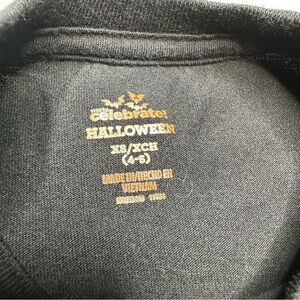 celebrate!
HALLOWEEN
XS/XCH
(4-5)
MADE IN/HECHO EN
VIETNAM